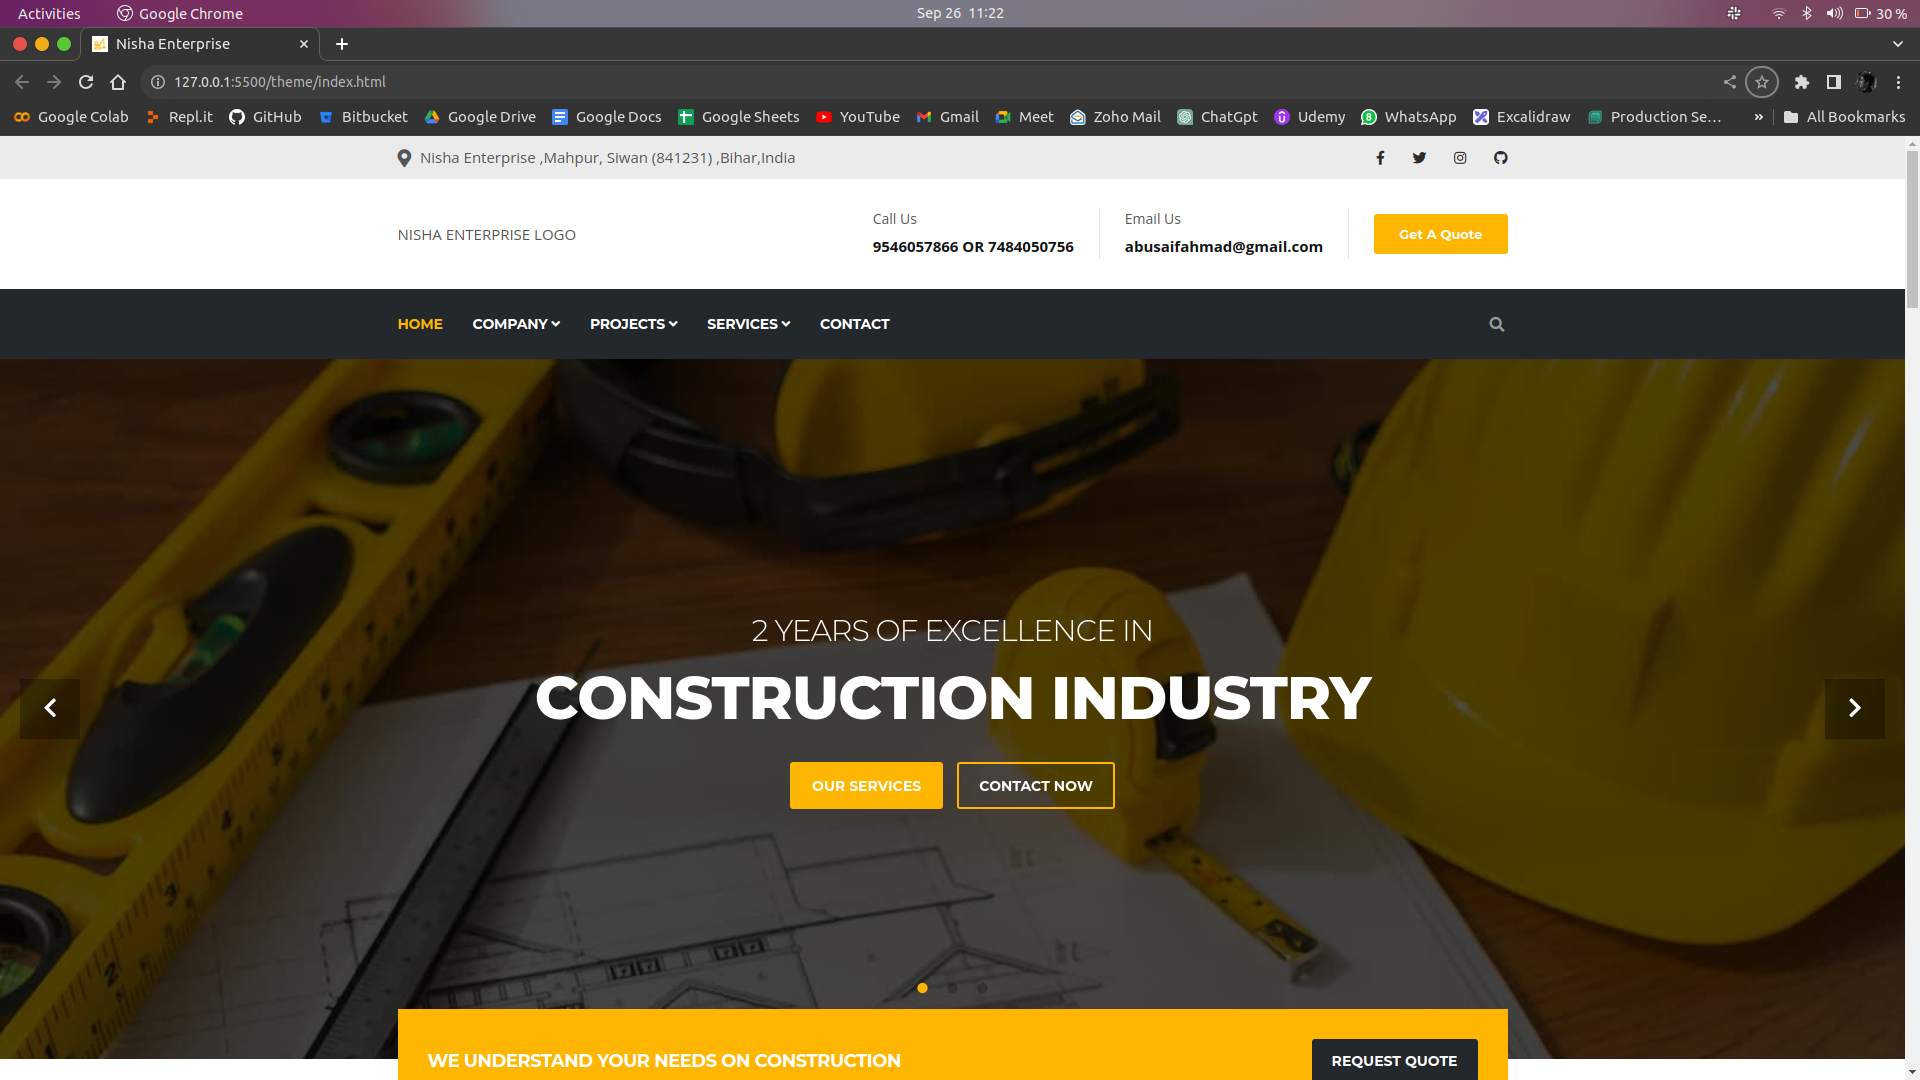 Activities Google Chrome Sep 26 11:22 30 %
Nisha Enterprise
127.0.0.1:5500/theme/index.html
Google Colab Repl.it GitHub Bitbucket Google Drive Google Docs Google Sheets YouTube Gmail Meet Zoho Mail ChatGpt Udemy WhatsApp Excalidraw Production Se… » All Bookmarks
Nisha Enterprise ,Mahpur, Siwan (841231) ,Bihar,India
NISHA ENTERPRISE LOGO
Call Us
9546057866 OR 7484050756
Email Us
abusaifahmad@gmail.com
Get A Quote
HOME COMPANY PROJECTS SERVICES CONTACT
2 YEARS OF EXCELLENCE IN
CONSTRUCTION INDUSTRY
OUR SERVICES CONTACT NOW
WE UNDERSTAND YOUR NEEDS ON CONSTRUCTION
REQUEST QUOTE